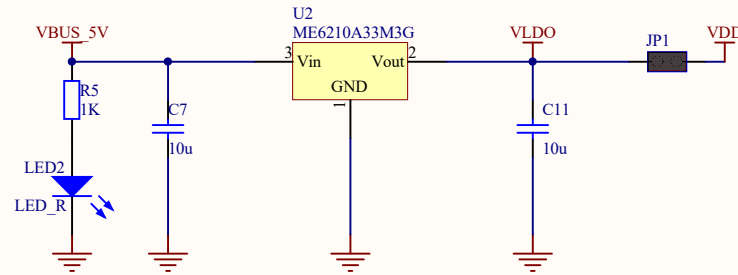 U2
ME6210A33M3G
VBUS_5V
VLDO
JP1
VDD
3
Vin
Vout
2
GND
1
R5
1K
C7
10u
C11
10u
LED2
LED_R